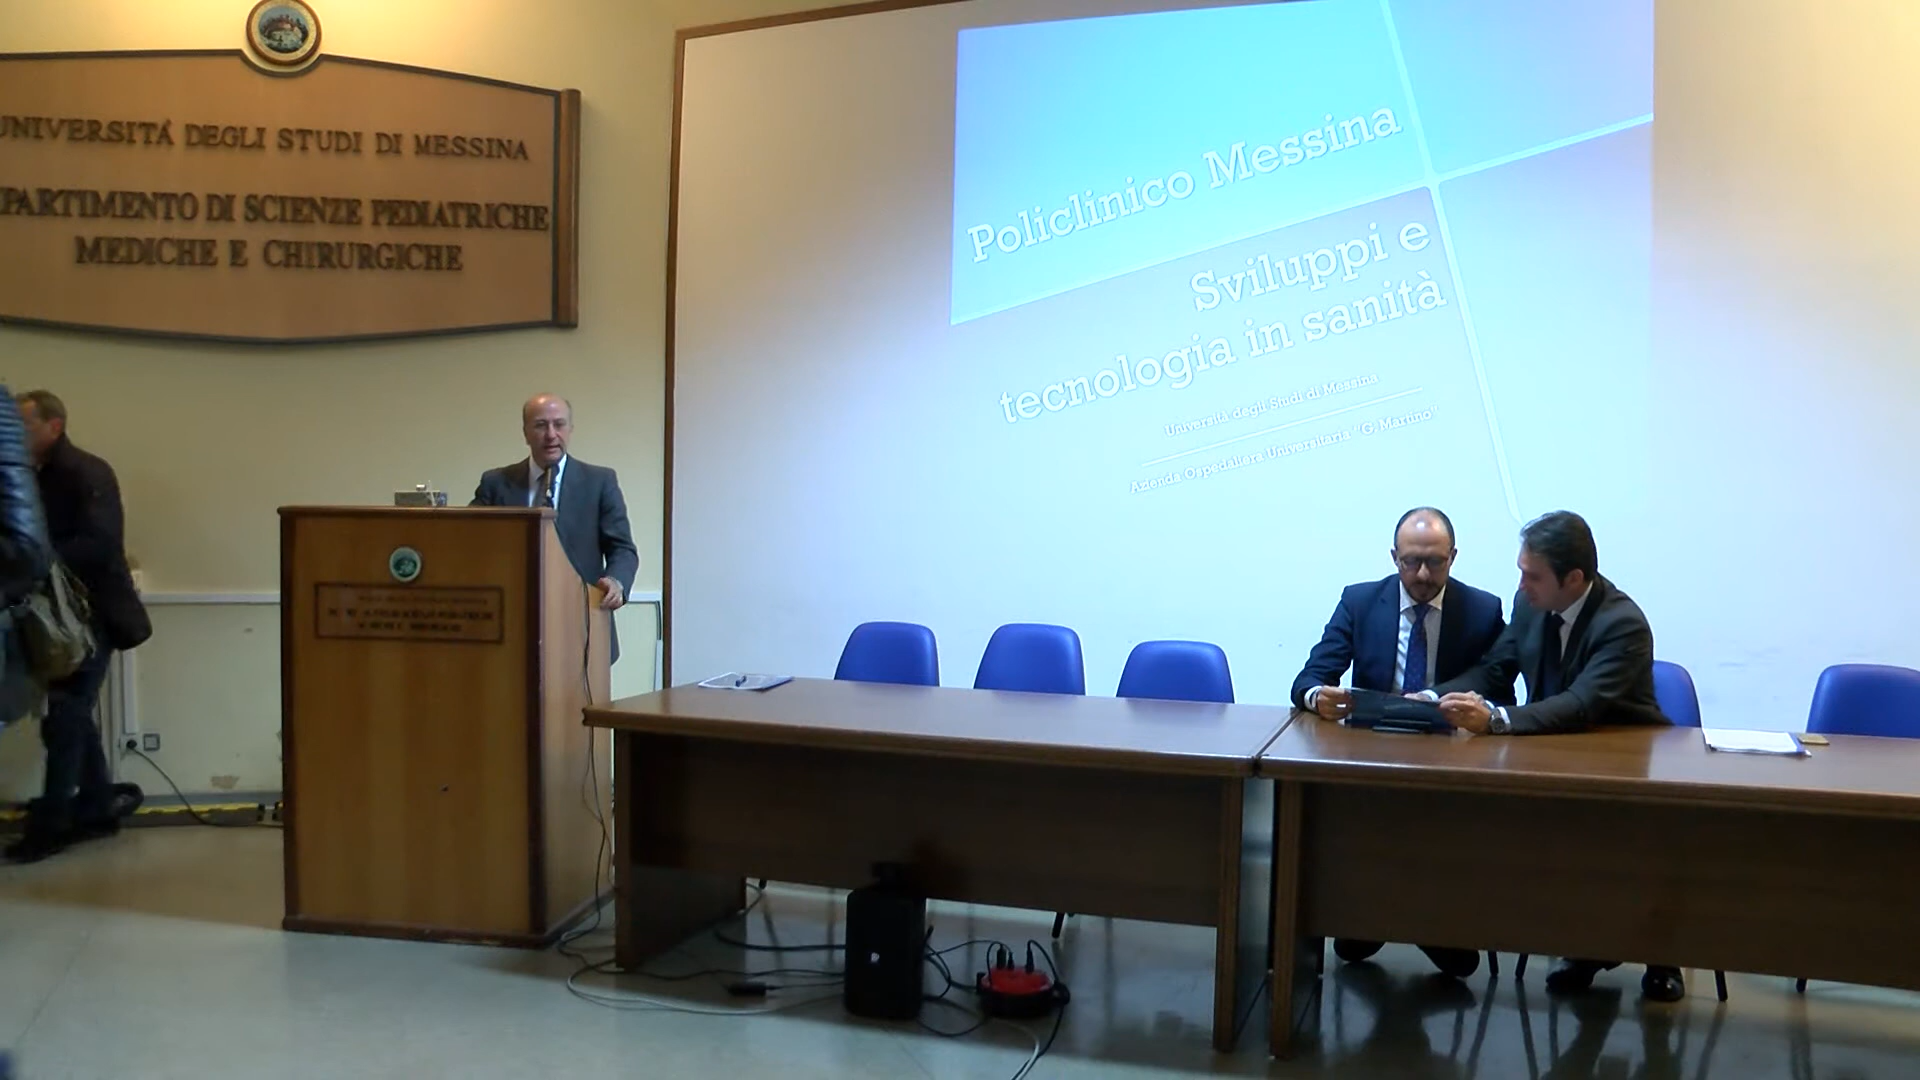 UNIVERSITÁ DEGLI STUDI DI MESSINA
PARTIMENTO DI SCIENZE PEDIATRICHE
MEDICHE E CHIRURGICHE
Policlinico Messina
Sviluppi e
tecnologia in sanità
Università degli Studi di Messina
Azienda Ospedaliera Universitaria "G. Martino"